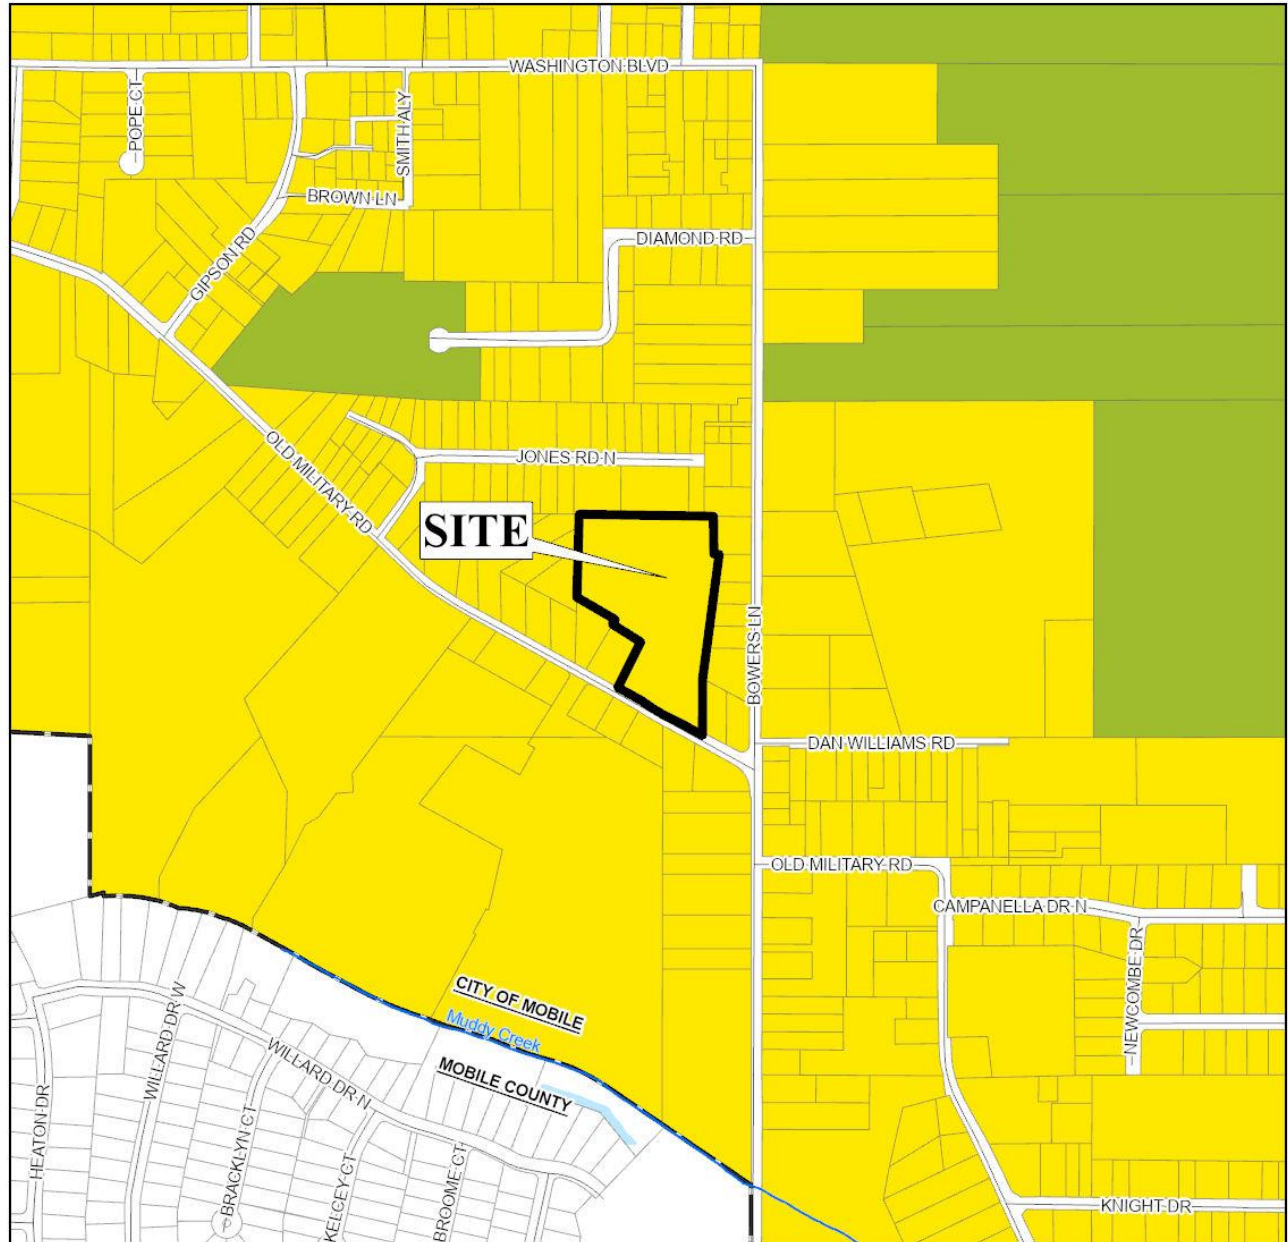 WASHINGTON BLVD
POPE CT
SMITH ALY
BROWN LN
DIAMOND RD
GIPSON RD
OLD MILITARY RD
JONES RD N
SITE
BOWERS LN
DAN WILLIAMS RD
OLD MILITARY RD
CAMPANELLA DR N
NEWCOMBE DR
CITY OF MOBILE
Muddy Creek
MOBILE COUNTY
WILLARD DR W
WILLARD DR N
HEATON DR
BRACKLYN CT
KELCEY CT
BROOME CT
KNIGHT DR